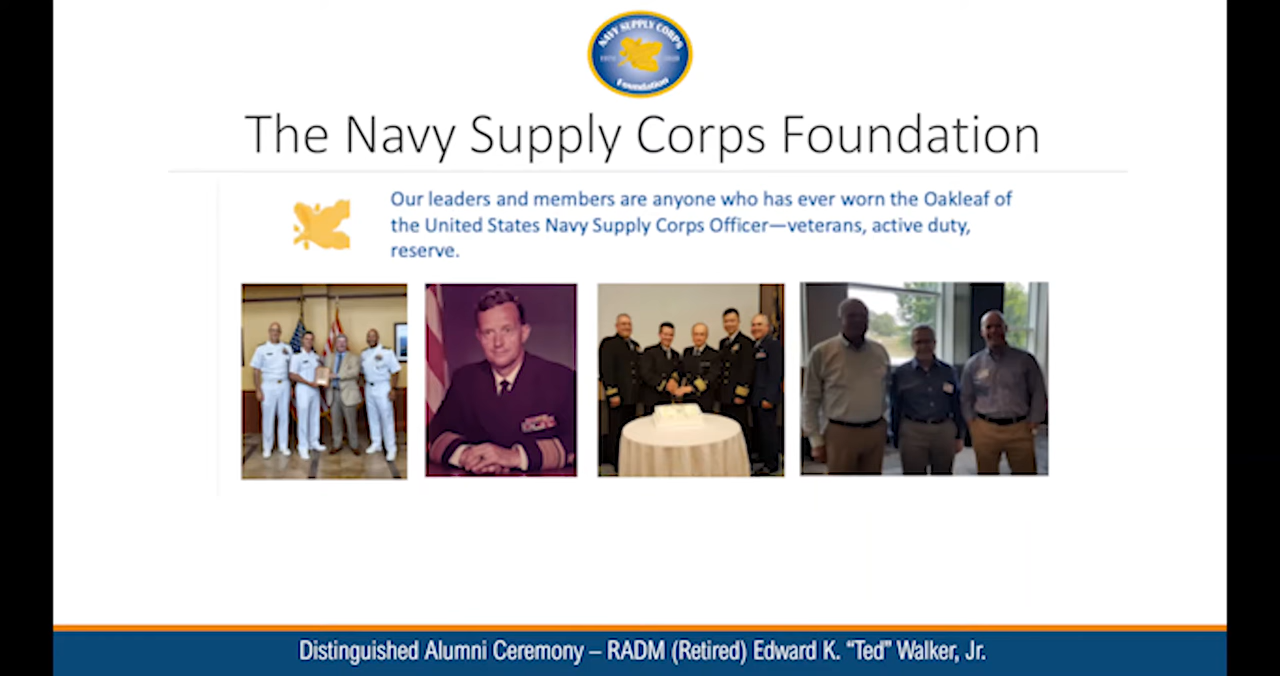 NAVY SUPPLY CORPS
Foundation
The Navy Supply Corps Foundation
Our leaders and members are anyone who has ever worn the Oakleaf of
the United States Navy Supply Corps Officer—veterans, active duty,
reserve.
Distinguished Alumni Ceremony – RADM (Retired) Edward K. “Ted” Walker, Jr.